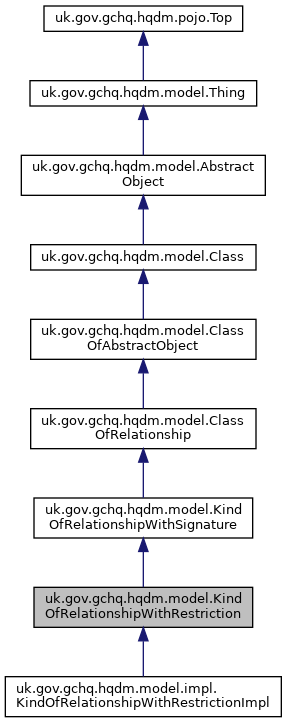 uk.gov.gchq.hqdm.pojo.Top
uk.gov.gchq.hqdm.model.Thing
uk.gov.gchq.hqdm.model.Abstract
Object
uk.gov.gchq.hqdm.model.Class
uk.gov.gchq.hqdm.model.Class
OfAbstractObject
uk.gov.gchq.hqdm.model.Class
OfRelationship
uk.gov.gchq.hqdm.model.Kind
OfRelationshipWithSignature
uk.gov.gchq.hqdm.model.Kind
OfRelationshipWithRestriction
uk.gov.gchq.hqdm.model.impl.
KindOfRelationshipWithRestrictionImpl